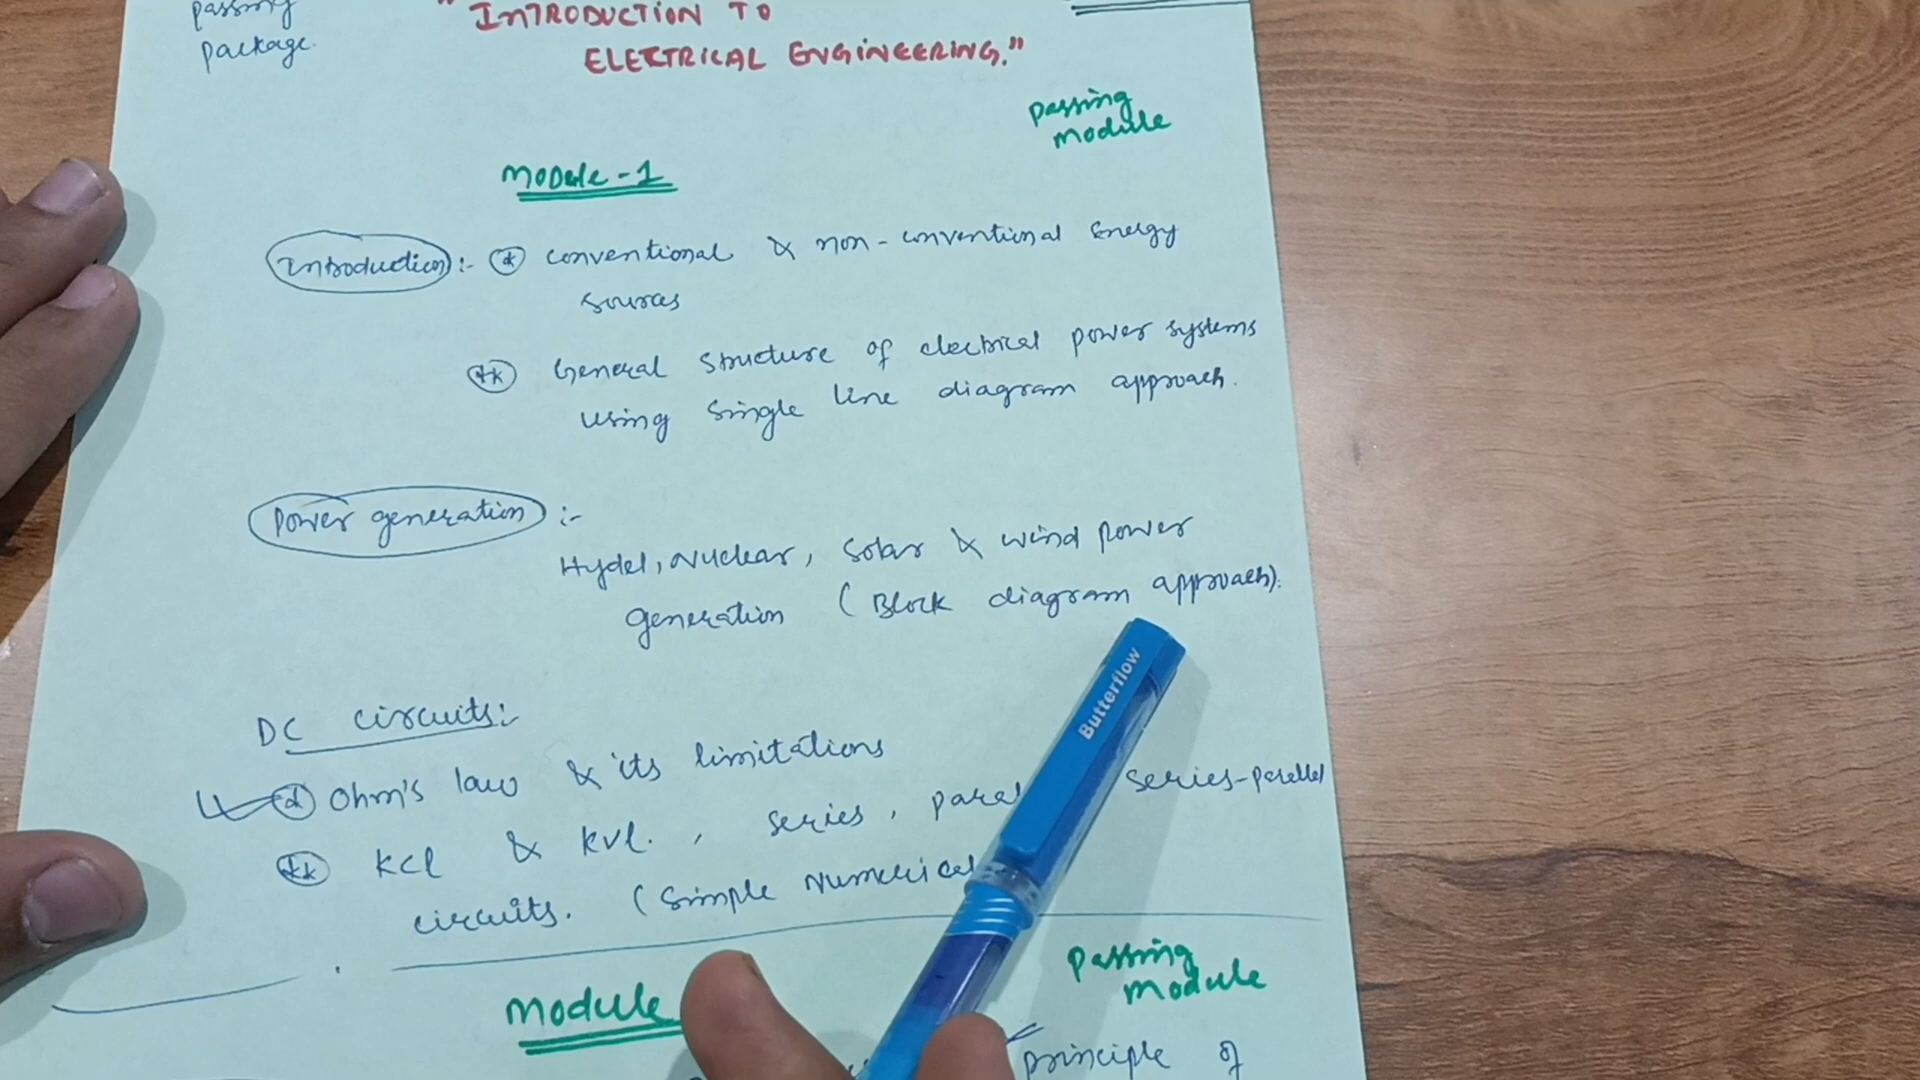 passing
package.
"INTRODUCTION TO
ELECTRICAL ENGINEERING."
passing
module
Module-1
Introduction :- * conventional & non-conventional Energy
sources
** General structure of electrical power systems
using single line diagram approach.
Power generation :-
Hydel, Nuclear, Solar & wind power
generation (Block diagram approach).
DC circuits:
* Ohm's law & its limitations
** KCL & KVL. , series, series-parallel
circuits. (Simple
Module
passing
module
principle of
Butterflow